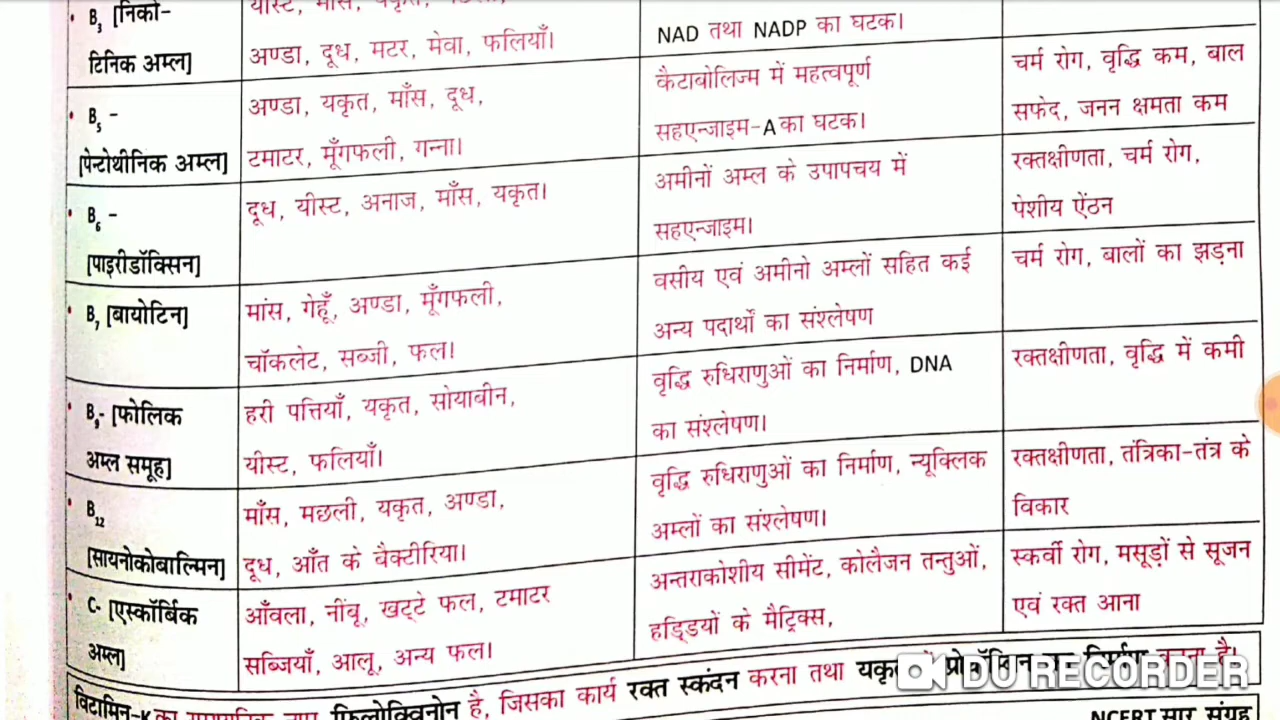 B3 [निको-
टिनिक अम्ल]
अण्डा, दूध, मटर, मेवा, फलियाँ।
NAD तथा NADP का घटक।
B5 -
[पेन्टोथीनिक अम्ल]
अण्डा, यकृत, माँस, दूध,
टमाटर, मूँगफली, गन्ना।
कैटाबोलिज्म में महत्वपूर्ण
सहएन्जाइम-A का घटक।
चर्म रोग, वृद्धि कम, बाल
सफेद, जनन क्षमता कम
B6 -
[पाइरीडॉक्सिन]
दूध, यीस्ट, अनाज, माँस, यकृत।
अमीनों अम्ल के उपापचय में
सहएन्जाइम।
रक्तक्षीणता, चर्म रोग,
पेशीय ऐंठन
B7 [बायोटिन]
मांस, गेहूँ, अण्डा, मूँगफली,
चॉकलेट, सब्जी, फल।
वसीय एवं अमीनो अम्लों सहित कई
अन्य पदार्थों का संश्लेषण
चर्म रोग, बालों का झड़ना
B9- [फोलिक
अम्ल समूह]
हरी पत्तियाँ, यकृत, सोयाबीन,
यीस्ट, फलियाँ।
वृद्धि रुधिराणुओं का निर्माण, DNA
का संश्लेषण।
रक्तक्षीणता, वृद्धि में कमी
B12
[सायनोकोबाल्मिन]
माँस, मछली, यकृत, अण्डा,
दूध, आँत के बैक्टीरिया।
वृद्धि रुधिराणुओं का निर्माण, न्यूक्लिक
अम्लों का संश्लेषण।
रक्तक्षीणता, तंत्रिका-तंत्र के
विकार
C- [एस्कॉर्बिक
अम्ल]
आँवला, नींबू, खट्टे फल, टमाटर
सब्जियाँ, आलू, अन्य फल।
अन्तराकोशीय सीमेंट, कोलैजन तन्तुओं,
हड्डियों के मैट्रिक्स,
स्कर्वी रोग, मसूड़ों से सूजन
एवं रक्त आना
विटामिन-K का फिलोक्विनोन है, जिसका कार्य रक्त स्कंदन करना तथा यकृत करना है।
DU RECORDER
NCERT सार संग्रह